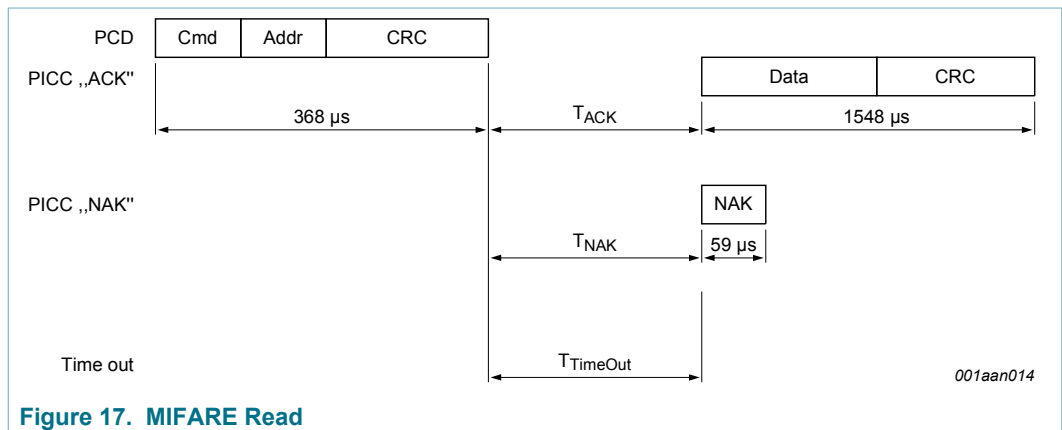 PCD Cmd Addr CRC
PICC ,,ACK" Data CRC
368 µs TACK 1548 µs
PICC ,,NAK" NAK
TNAK 59 µs
Time out TTimeOut 001aan014
Figure 17. MIFARE Read